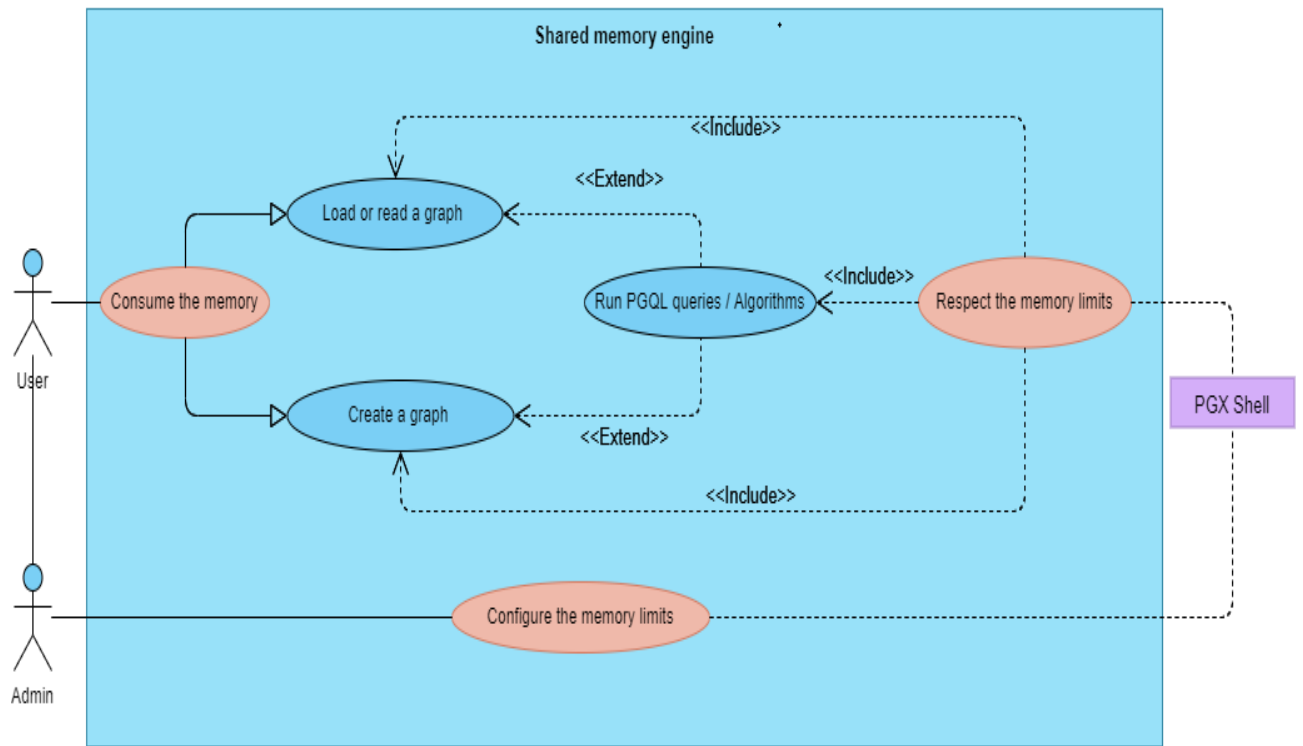 Shared memory engine
<<Include>>
<<Extend>>
Load or read a graph
<<Include>>
Consume the memory
Run PGQL queries / Algorithms
Respect the memory limits
User
PGX Shell
Create a graph
<<Extend>>
<<Include>>
Configure the memory limits
Admin